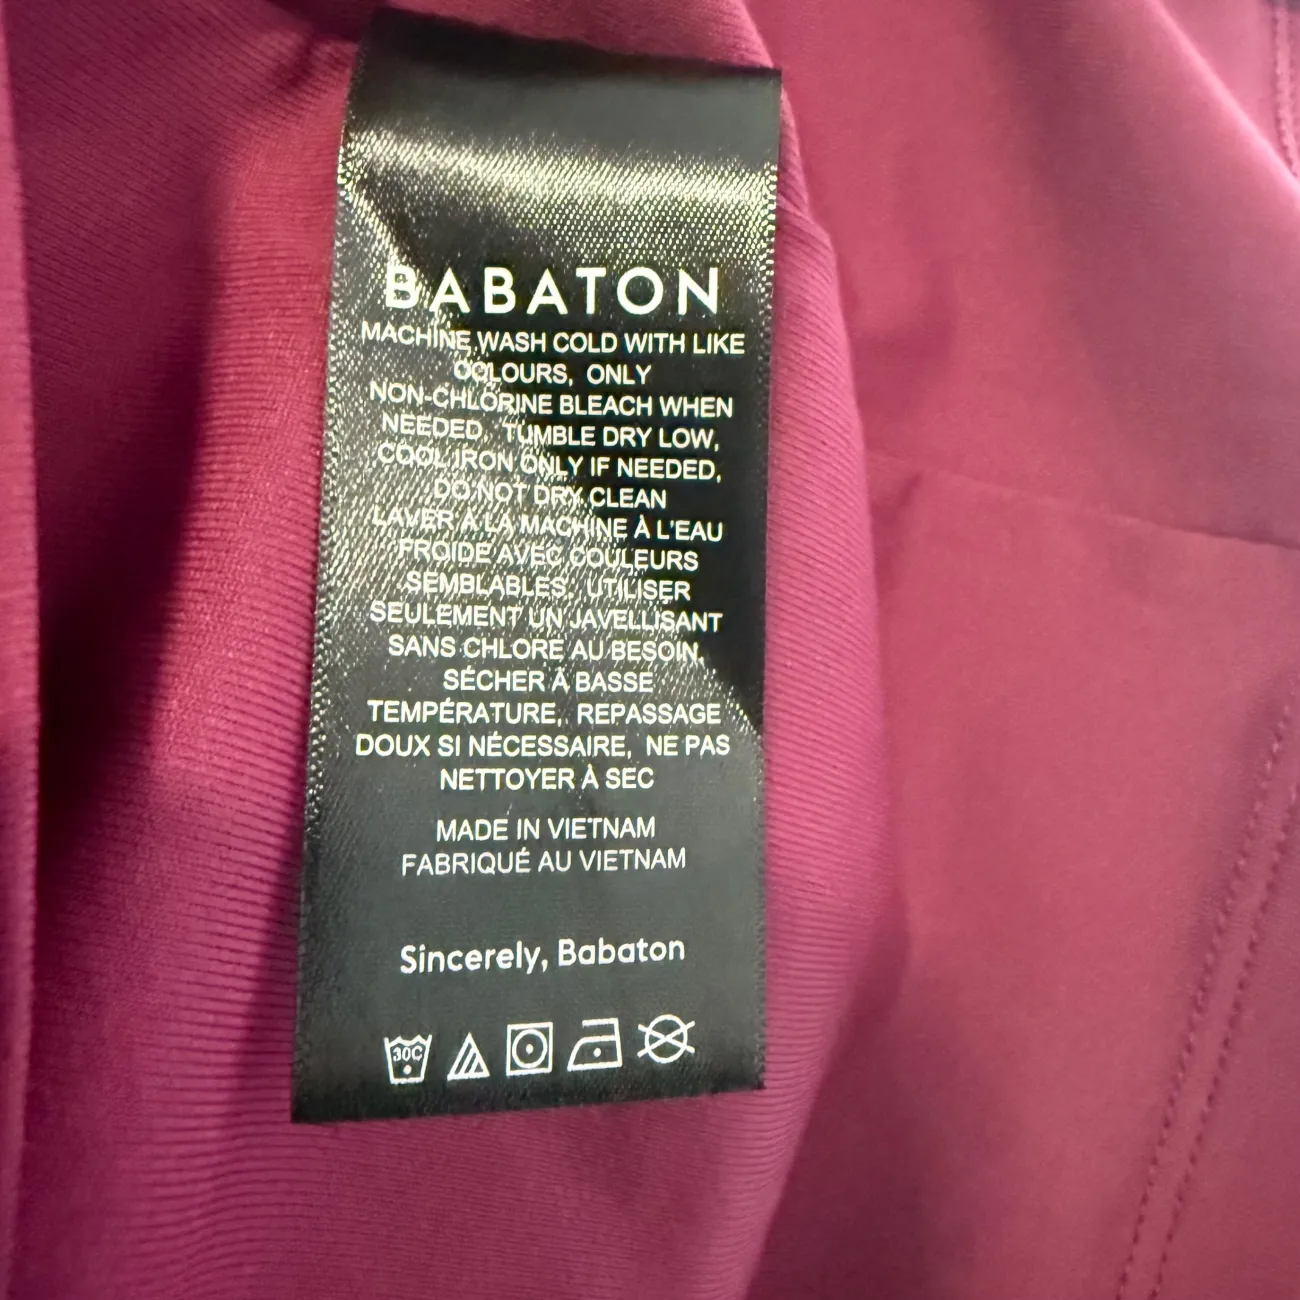 BABATON
MACHINE WASH COLD WITH LIKE
COLOURS, ONLY
NON-CHLORINE BLEACH WHEN
NEEDED, TUMBLE DRY LOW,
COOL IRON ONLY IF NEEDED,
DO NOT DRY CLEAN
LAVER À LA MACHINE À L'EAU
FROIDE AVEC COULEURS
SEMBLABLES, UTILISER
SEULEMENT UN JAVELLISANT
SANS CHLORE AU BESOIN,
SÉCHER À BASSE
TEMPÉRATURE, REPASSAGE
DOUX SI NÉCESSAIRE, NE PAS
NETTOYER À SEC
MADE IN VIETNAM
FABRIQUÉ AU VIETNAM
Sincerely, Babaton
30C